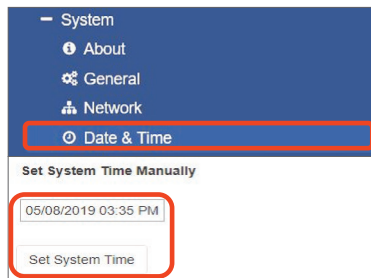 System
About
General
Network
Date & Time
Set System Time Manually
05/08/2019 03:35 PM
Set System Time